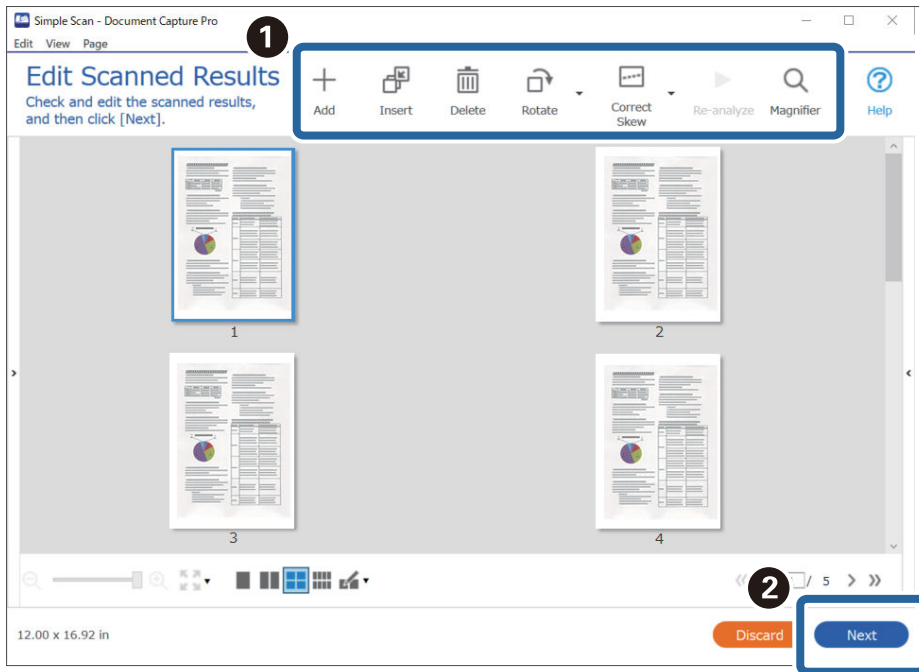 Simple Scan - Document Capture Pro
Edit View Page
1
Edit Scanned Results
Check and edit the scanned results,
and then click [Next].
Add Insert Delete Rotate Correct Skew Re-analyze Magnifier Help
1 2
3 4
2
/ 5
12.00 x 16.92 in
Discard Next